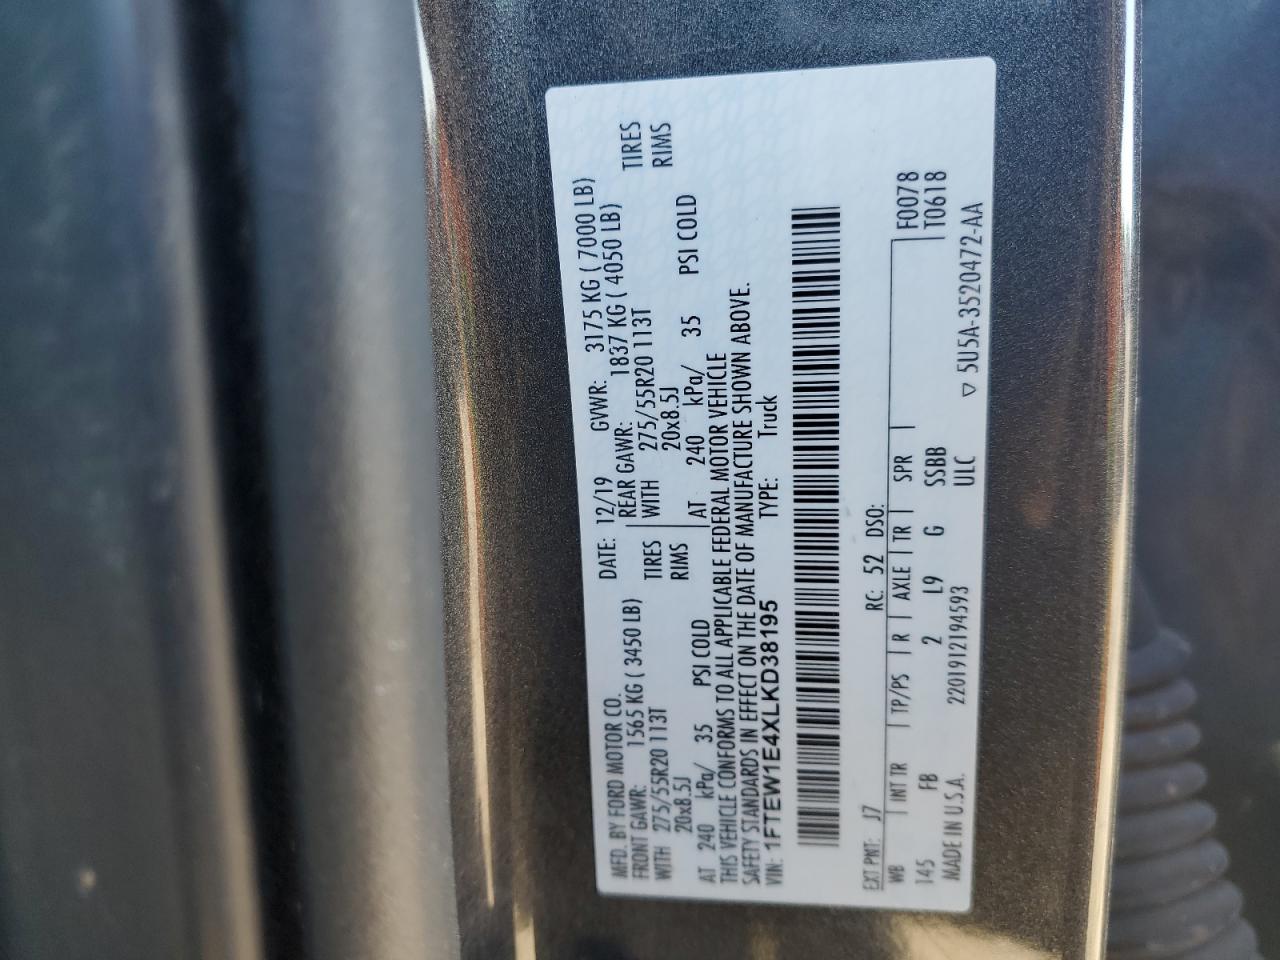 MFD. BY FORD MOTOR CO. DATE: 12/19 GVWR: 3175 KG ( 7000 LB)
FRONT GAWR: 1565 KG ( 3450 LB) REAR GAWR: 1837 KG ( 4050 LB)
WITH 275/55R20 113T TIRES WITH 275/55R20 113T TIRES
20x8.5J RIMS 20x8.5J RIMS
AT 240 kPa/ 35 PSI COLD AT 240 kPa/ 35 PSI COLD
THIS VEHICLE CONFORMS TO ALL APPLICABLE FEDERAL MOTOR VEHICLE
SAFETY STANDARDS IN EFFECT ON THE DATE OF MANUFACTURE SHOWN ABOVE.
VIN: 1FTEW1E4XLKD38195 TYPE: Truck
EXT PNT: J7 RC: 52 DSO:
WB INT TR TP/PS R AXLE TR SPR F0078
145 FB 2 L9 G SSBB T0618
MADE IN U.S.A. 2201912194593 ULC ▽ 5U5A-3520472-AA